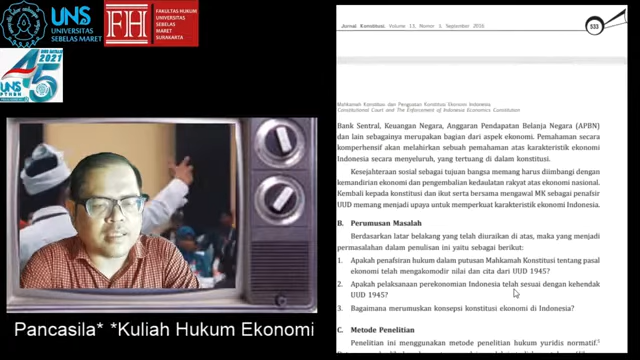 UNS
UNIVERSITAS
SEBELAS MARET
FH
FAKULTAS HUKUM
UNIVERSITAS
SEBELAS
MARET
SURAKARTA
2021
45
UNS
PTNBH
Pancasila* *Kuliah Hukum Ekonomi
Jurnal Konstitusi, Volume 13, Nomor 3, September 2016
533
Mahkamah Konstitusi dan Penguatan Konstitusi Ekonomi Indonesia
Constitutional Court and The Enforcement of Indonesia Economics Constitution
Bank Sentral, Keuangan Negara, Anggaran Pendapatan Belanja Negara (APBN)
dan lain sebagainya merupakan bagian dari aspek ekonomi. Pemahaman secara
komperhensif akan melahirkan sebuah pemahaman atas karakteristik ekonomi
Indonesia secara menyeluruh, yang tertuang di dalam konstitusi.
Kesejahteraan sosial sebagai tujuan bangsa memang harus diimbangi dengan
kemandirian ekonomi dan pengembalian kedaulatan rakyat atas ekonomi nasional.
Kembali kepada konstitusi dan ikut serta bersama mengawal MK sebagai penafsir
UUD memang menjadi upaya untuk memperkuat karakteristik ekonomi Indonesia.
B. Perumusan Masalah
Berdasarkan latar belakang yang telah diuraikan di atas, maka yang menjadi
permasalahan dalam penulisan ini yaitu sebagai berikut:
1. Apakah penafsiran hukum dalam putusan Mahkamah Konstitusi tentang pasal
ekonomi telah mengakomodir nilai dan cita dari UUD 1945?
2. Apakah pelaksanaan perekonomian Indonesia telah sesuai dengan kehendak
UUD 1945?
3. Bagaimana merumuskan konsepsi konstitusi ekonomi di Indonesia?
C. Metode Penelitian
Penelitian ini menggunakan metode penelitian hukum yuridis normatif.